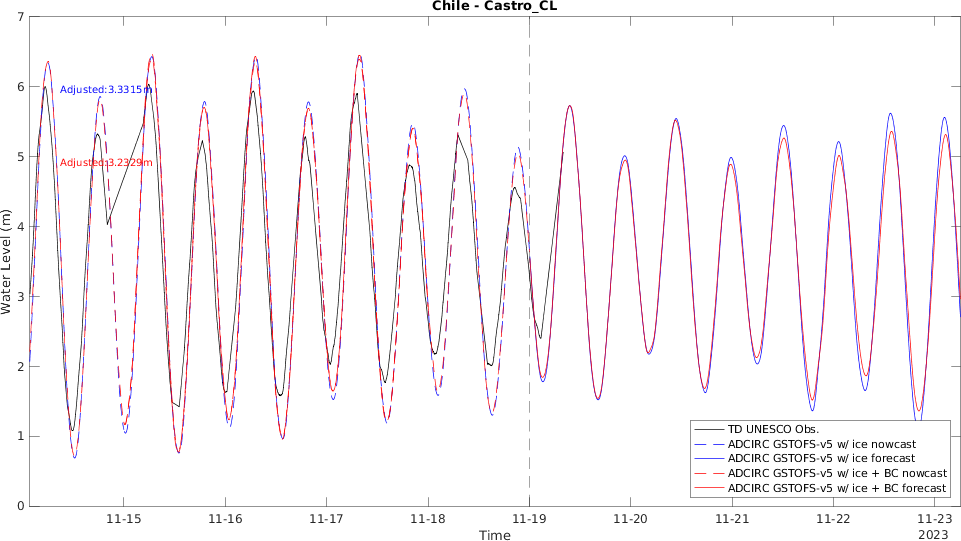 Chile - Castro_CL
7
6
5
4
3
2
1
0
Water Level (m)
Adjusted:3.3315m
Adjusted:3.2329m
TD UNESCO Obs.
ADCIRC GSTOFS-v5 w/ ice nowcast
ADCIRC GSTOFS-v5 w/ ice forecast
ADCIRC GSTOFS-v5 w/ ice + BC nowcast
ADCIRC GSTOFS-v5 w/ ice + BC forecast
11-15 11-16 11-17 11-18 11-19 11-20 11-21 11-22 11-23
Time 2023